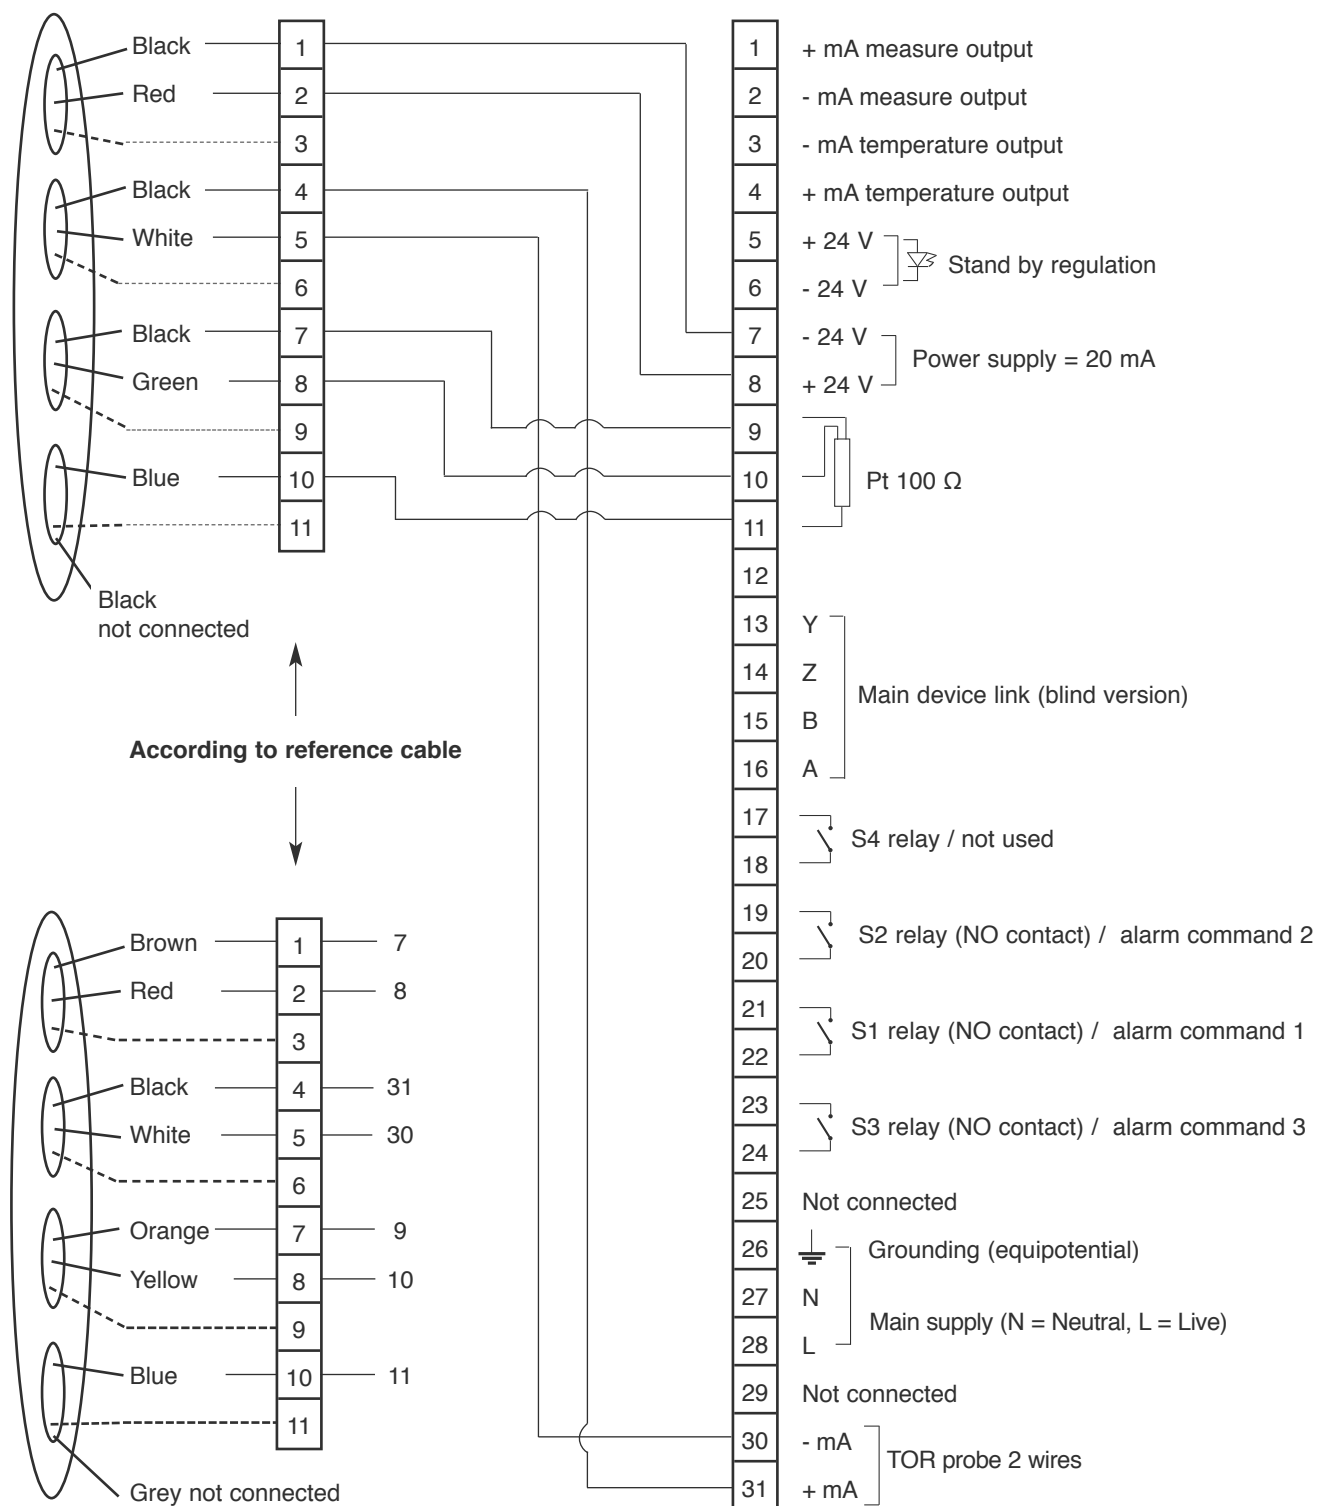 Black
1
Red
2
3
Black
4
White
5
6
Black
7
Green
8
9
Blue
10
11
Black
not connected
According to reference cable
Brown
1
7
Red
2
8
3
Black
4
31
White
5
30
6
Orange
7
9
Yellow
8
10
9
Blue
10
11
11
Grey not connected
1 + mA measure output
2 - mA measure output
3 - mA temperature output
4 + mA temperature output
5 + 24 V
6 - 24 V
Stand by regulation
7 - 24 V
8 + 24 V
Power supply = 20 mA
9
10
11
Pt 100 Ω
12
13 Y
14 Z
15 B
16 A
Main device link (blind version)
17
18
S4 relay / not used
19
20
S2 relay (NO contact) / alarm command 2
21
22
S1 relay (NO contact) / alarm command 1
23
24
S3 relay (NO contact) / alarm command 3
25 Not connected
26 Grounding (equipotential)
27 N
28 L
Main supply (N = Neutral, L = Live)
29 Not connected
30 - mA
31 + mA
TOR probe 2 wires